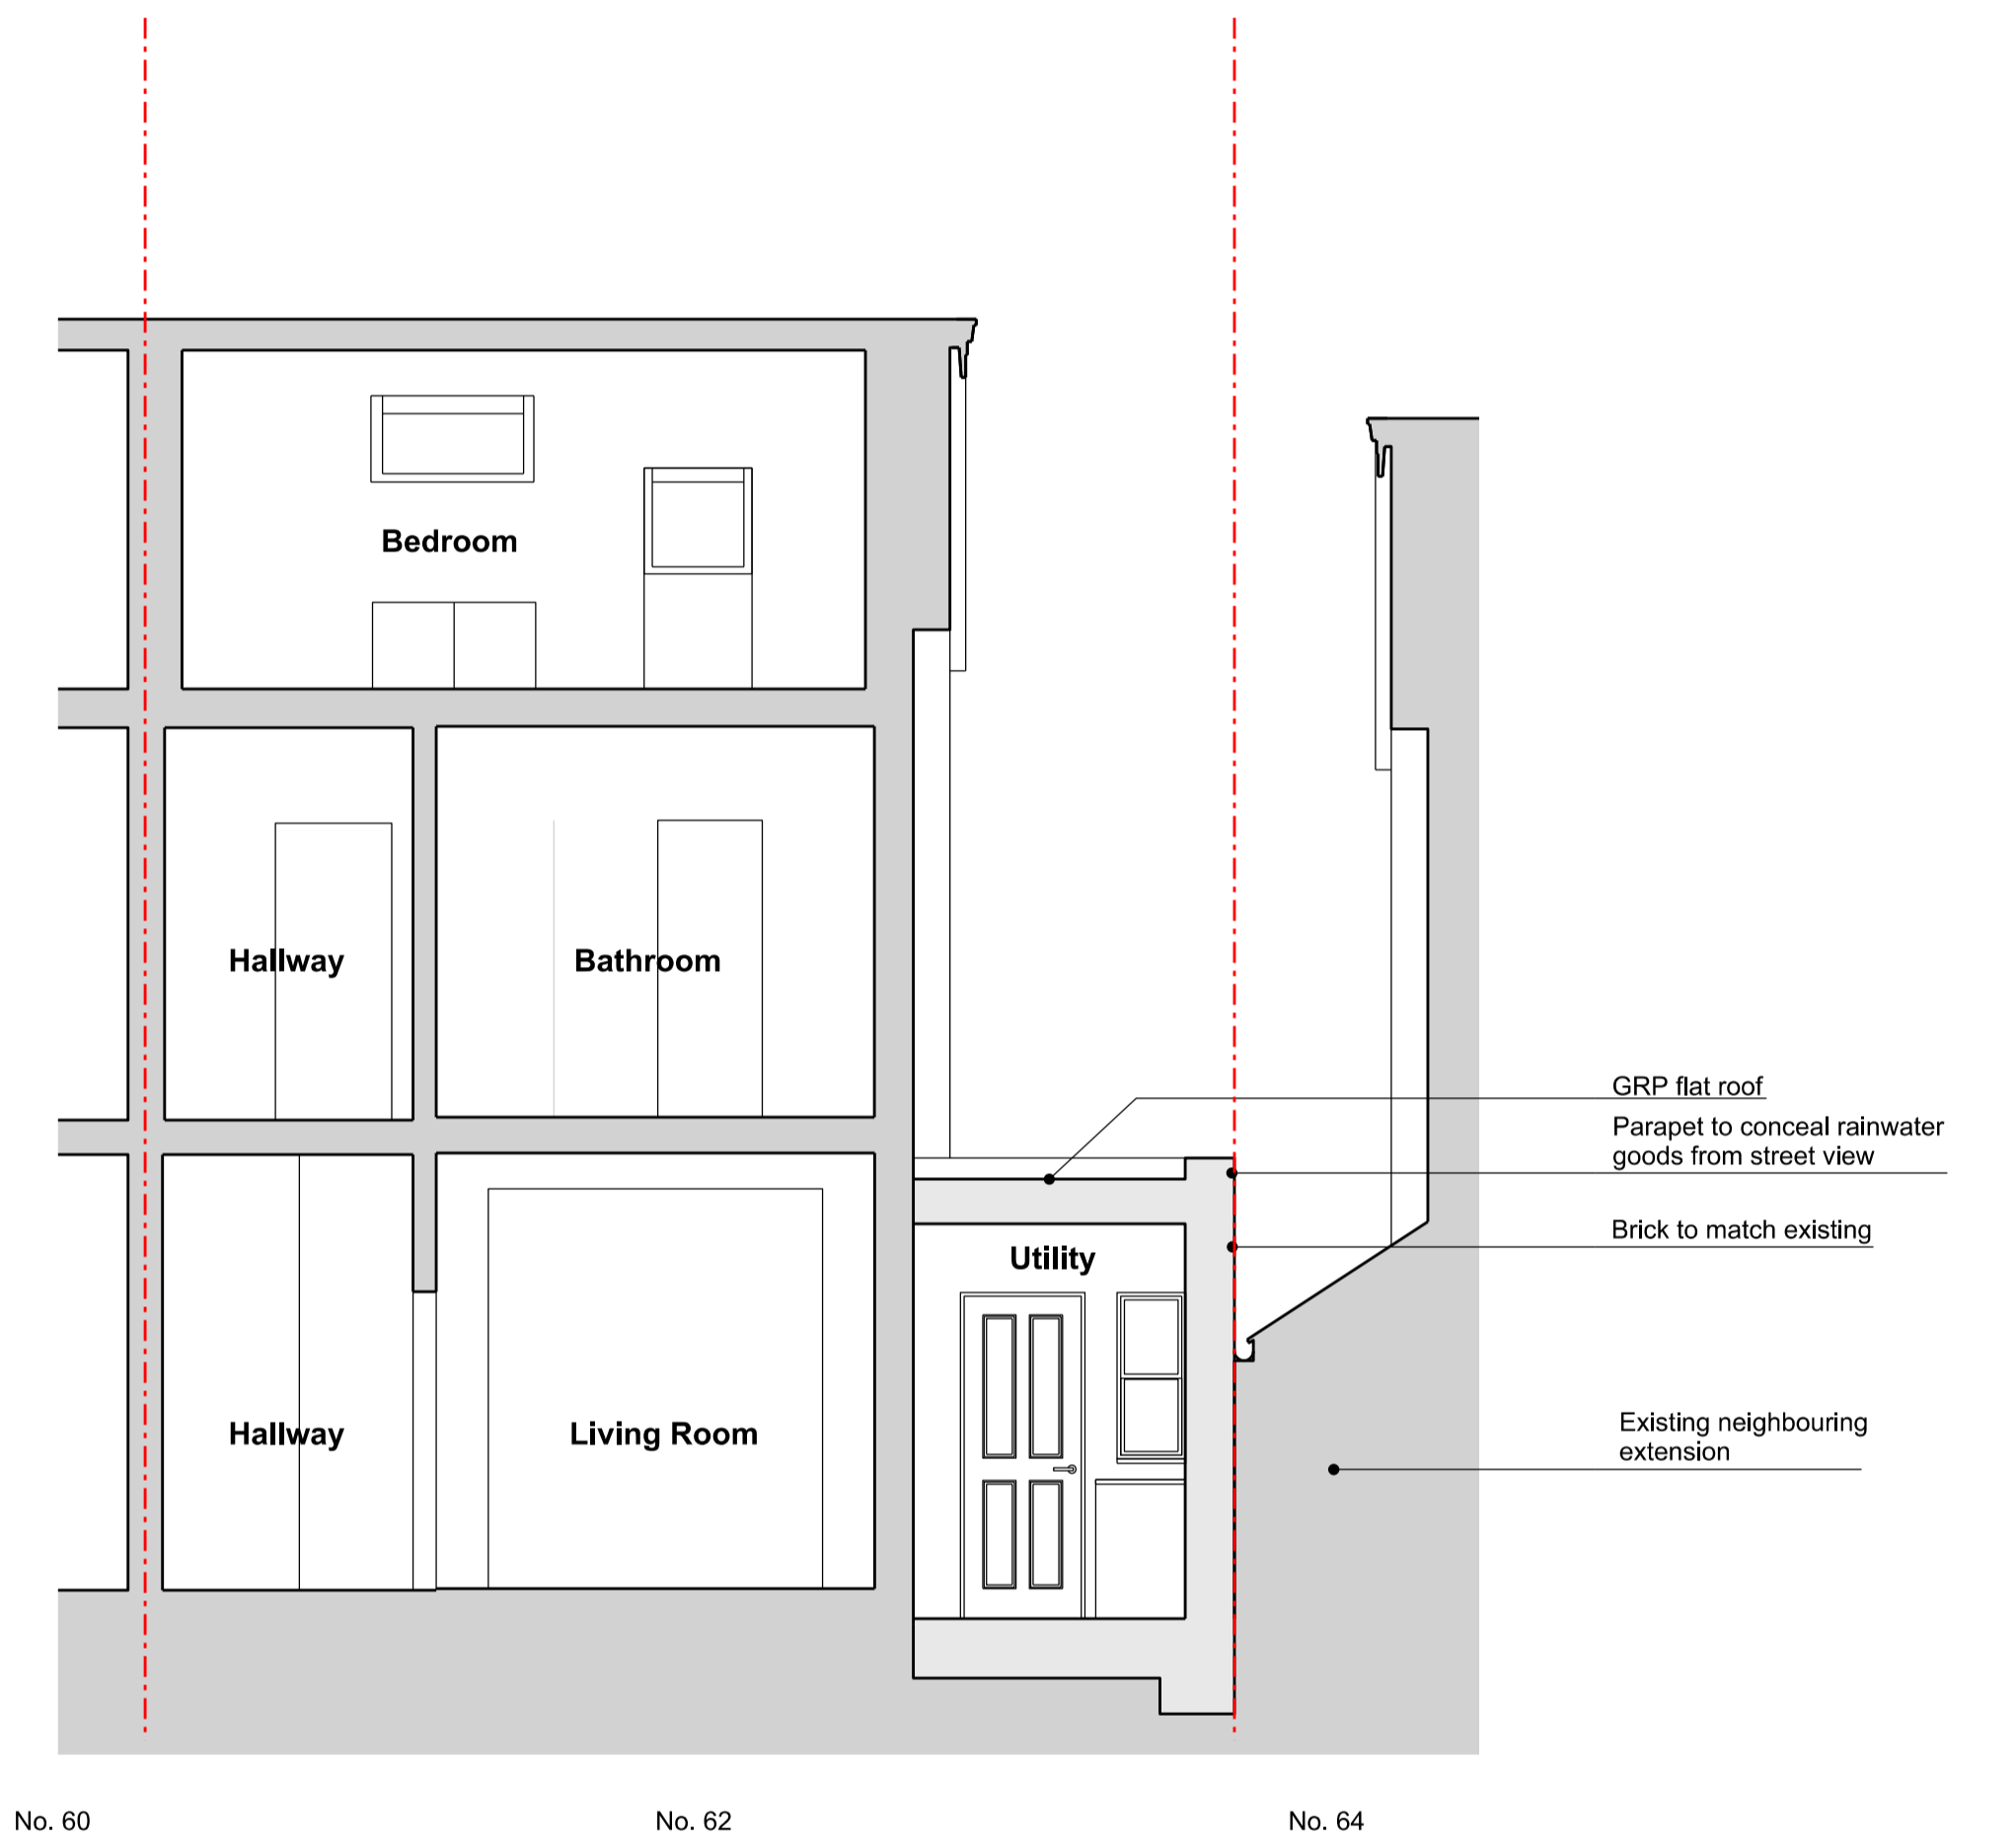 Bedroom
Hallway
Bathroom
GRP flat roof
Parapet to conceal rainwater
goods from street view
Brick to match existing
Utility
Hallway
Living Room
Existing neighbouring
extension
No. 60
No. 62
No. 64